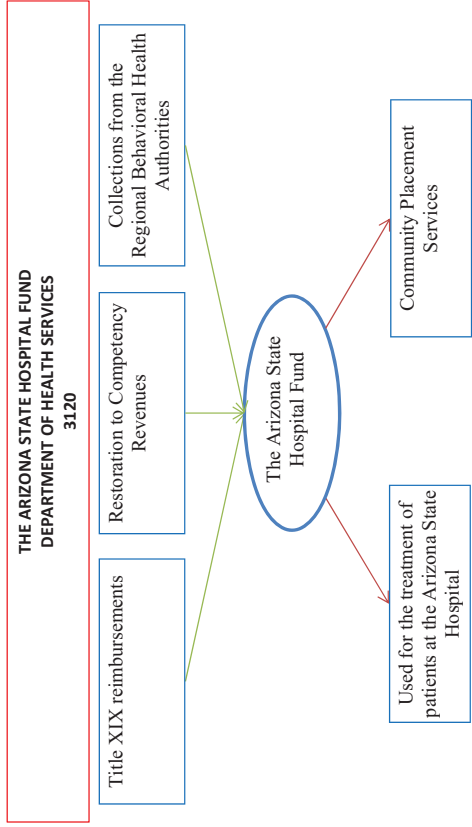 THE ARIZONA STATE HOSPITAL FUND
DEPARTMENT OF HEALTH SERVICES
3120
Title XIX reimbursements
Restoration to Competency
Revenues
Collections from the
Regional Behavioral Health
Authorities
The Arizona State
Hospital Fund
Used for the treatment of
patients at the Arizona State
Hospital
Community Placement
Services